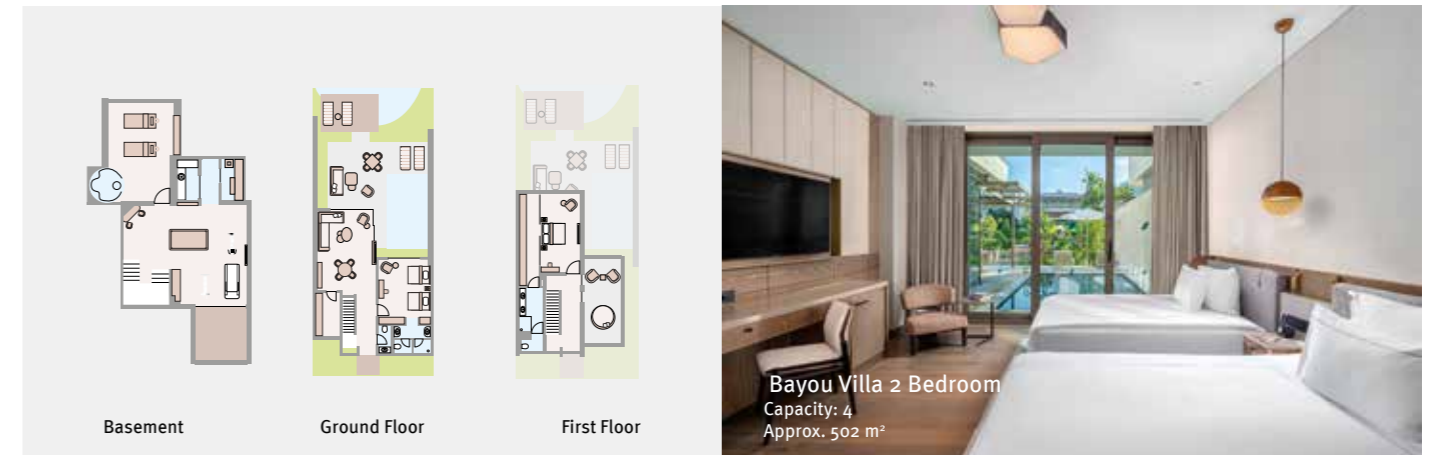 Basement
Ground Floor
First Floor
Bayou Villa 2 Bedroom
Capacity: 4
Approx. 502 m²